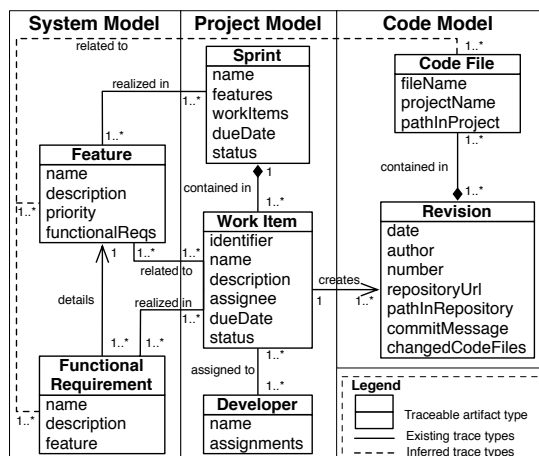 System Model
Project Model
Code Model
related to
1..*
Sprint
name
features
workItems
dueDate
status
realized in
1..*
1..*
Code File
fileName
projectName
pathInProject
1..*
contained in
1..*
1
contained in
1..*
Feature
name
description
priority
functionalReqs
1..*
1
1..*
related to
1..*
Work Item
identifier
name
description
assignee
dueDate
status
creates
1
1..*
Revision
date
author
number
repositoryUrl
pathInRepository
commitMessage
changedCodeFiles
details
realized in
1..*
1..*
1..*
Functional
Requirement
name
description
feature
1..*
1..*
assigned to
1..*
Developer
name
assignments
Legend
Traceable artifact type
Existing trace types
Inferred trace types